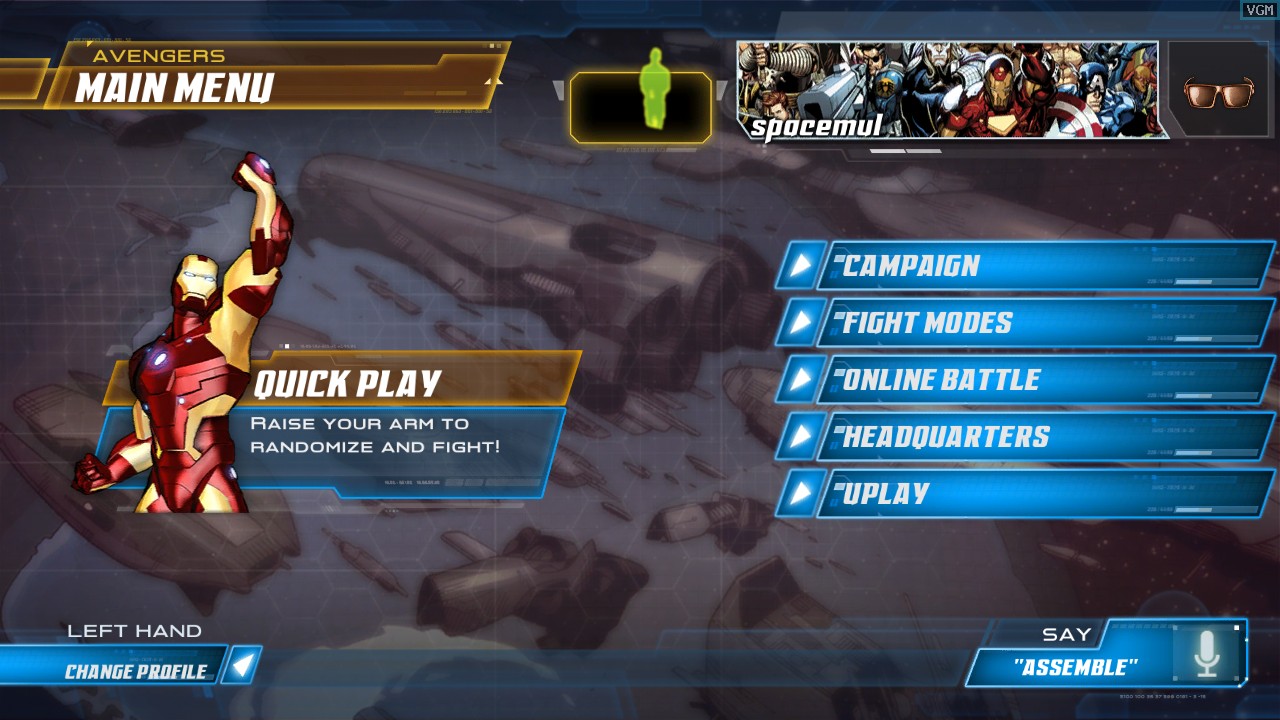 VGM
AVENGERS
MAIN MENU
spacemul
"CAMPAIGN
"FIGHT MODES
"ONLINE BATTLE
"HEADQUARTERS
"UPLAY
QUICK PLAY
RAISE YOUR ARM TO
RANDOMIZE AND FIGHT!
LEFT HAND
CHANGE PROFILE
SAY
"ASSEMBLE"